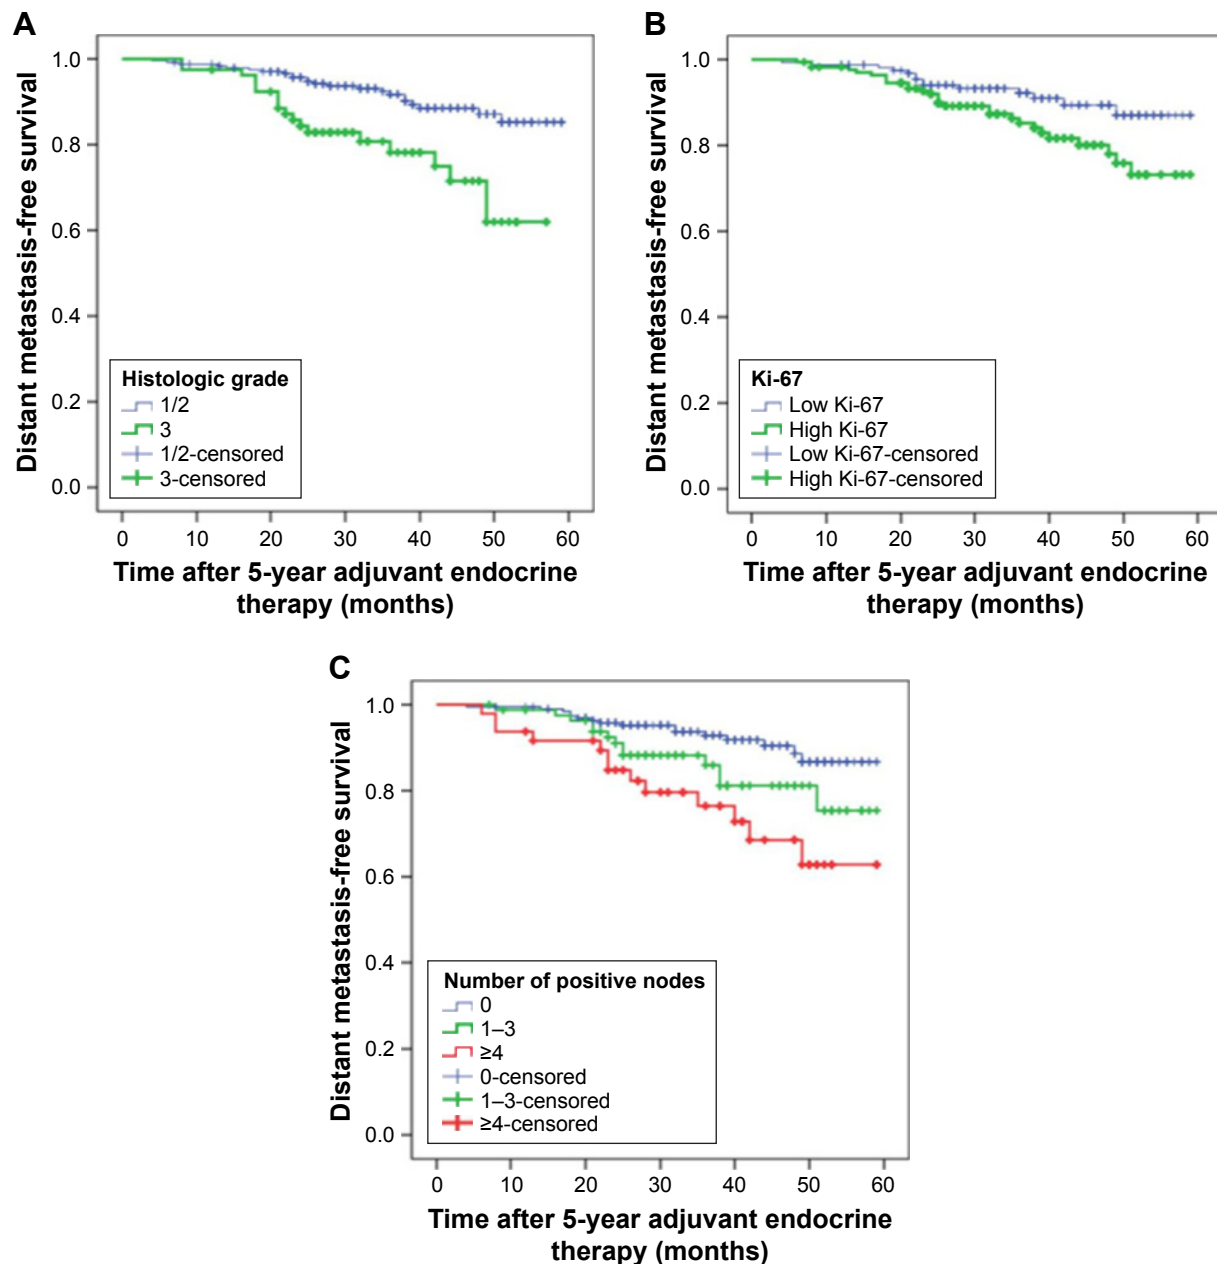 A
Distant metastasis-free survival
1.0
0.8
0.6
0.4
0.2
0.0
Histologic grade
1/2
3
1/2-censored
3-censored
0 10 20 30 40 50 60
Time after 5-year adjuvant endocrine
therapy (months)
B
Distant metastasis-free survival
1.0
0.8
0.6
0.4
0.2
0.0
Ki-67
Low Ki-67
High Ki-67
Low Ki-67-censored
High Ki-67-censored
0 10 20 30 40 50 60
Time after 5-year adjuvant endocrine
therapy (months)
C
Distant metastasis-free survival
1.0
0.8
0.6
0.4
0.2
0.0
Number of positive nodes
0
1–3
≥4
0-censored
1–3-censored
≥4-censored
0 10 20 30 40 50 60
Time after 5-year adjuvant endocrine
therapy (months)